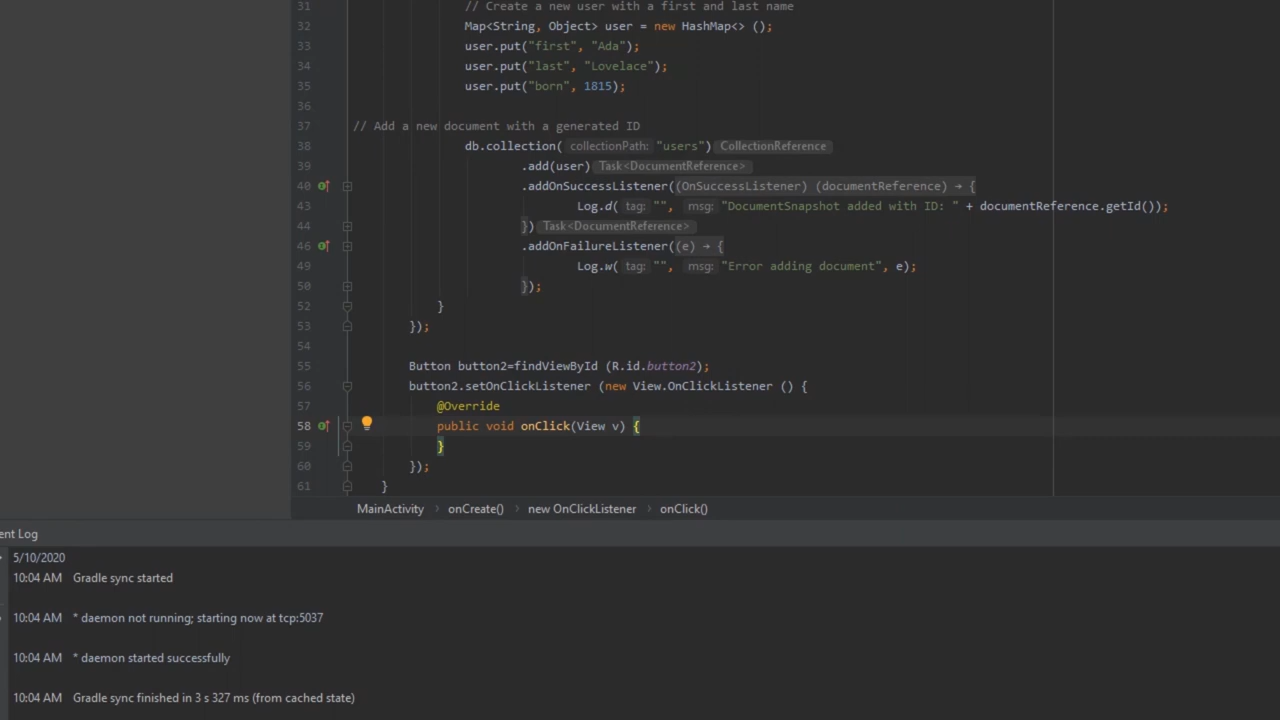 31 // Create a new user with a first and last name
32 Map<String, Object> user = new HashMap<> ();
33 user.put("first", "Ada");
34 user.put("last", "Lovelace");
35 user.put("born", 1815);
36
37 // Add a new document with a generated ID
38 db.collection( collectionPath: "users") CollectionReference
39 .add(user) Task<DocumentReference>
40 .addOnSuccessListener((OnSuccessListener) (documentReference) → {
43 Log.d( tag: "", msg: "DocumentSnapshot added with ID: " + documentReference.getId());
44 }) Task<DocumentReference>
46 .addOnFailureListener((e) → {
49 Log.w( tag: "", msg: "Error adding document", e);
50 });
52 }
53 });
54
55 Button button2=findViewById (R.id.button2);
56 button2.setOnClickListener (new View.OnClickListener () {
57 @Override
58 public void onClick(View v) {
59 }
60 });
61 }
MainActivity > onCreate() > new OnClickListener > onClick()
ent Log
5/10/2020
10:04 AM Gradle sync started
10:04 AM * daemon not running; starting now at tcp:5037
10:04 AM * daemon started successfully
10:04 AM Gradle sync finished in 3 s 327 ms (from cached state)